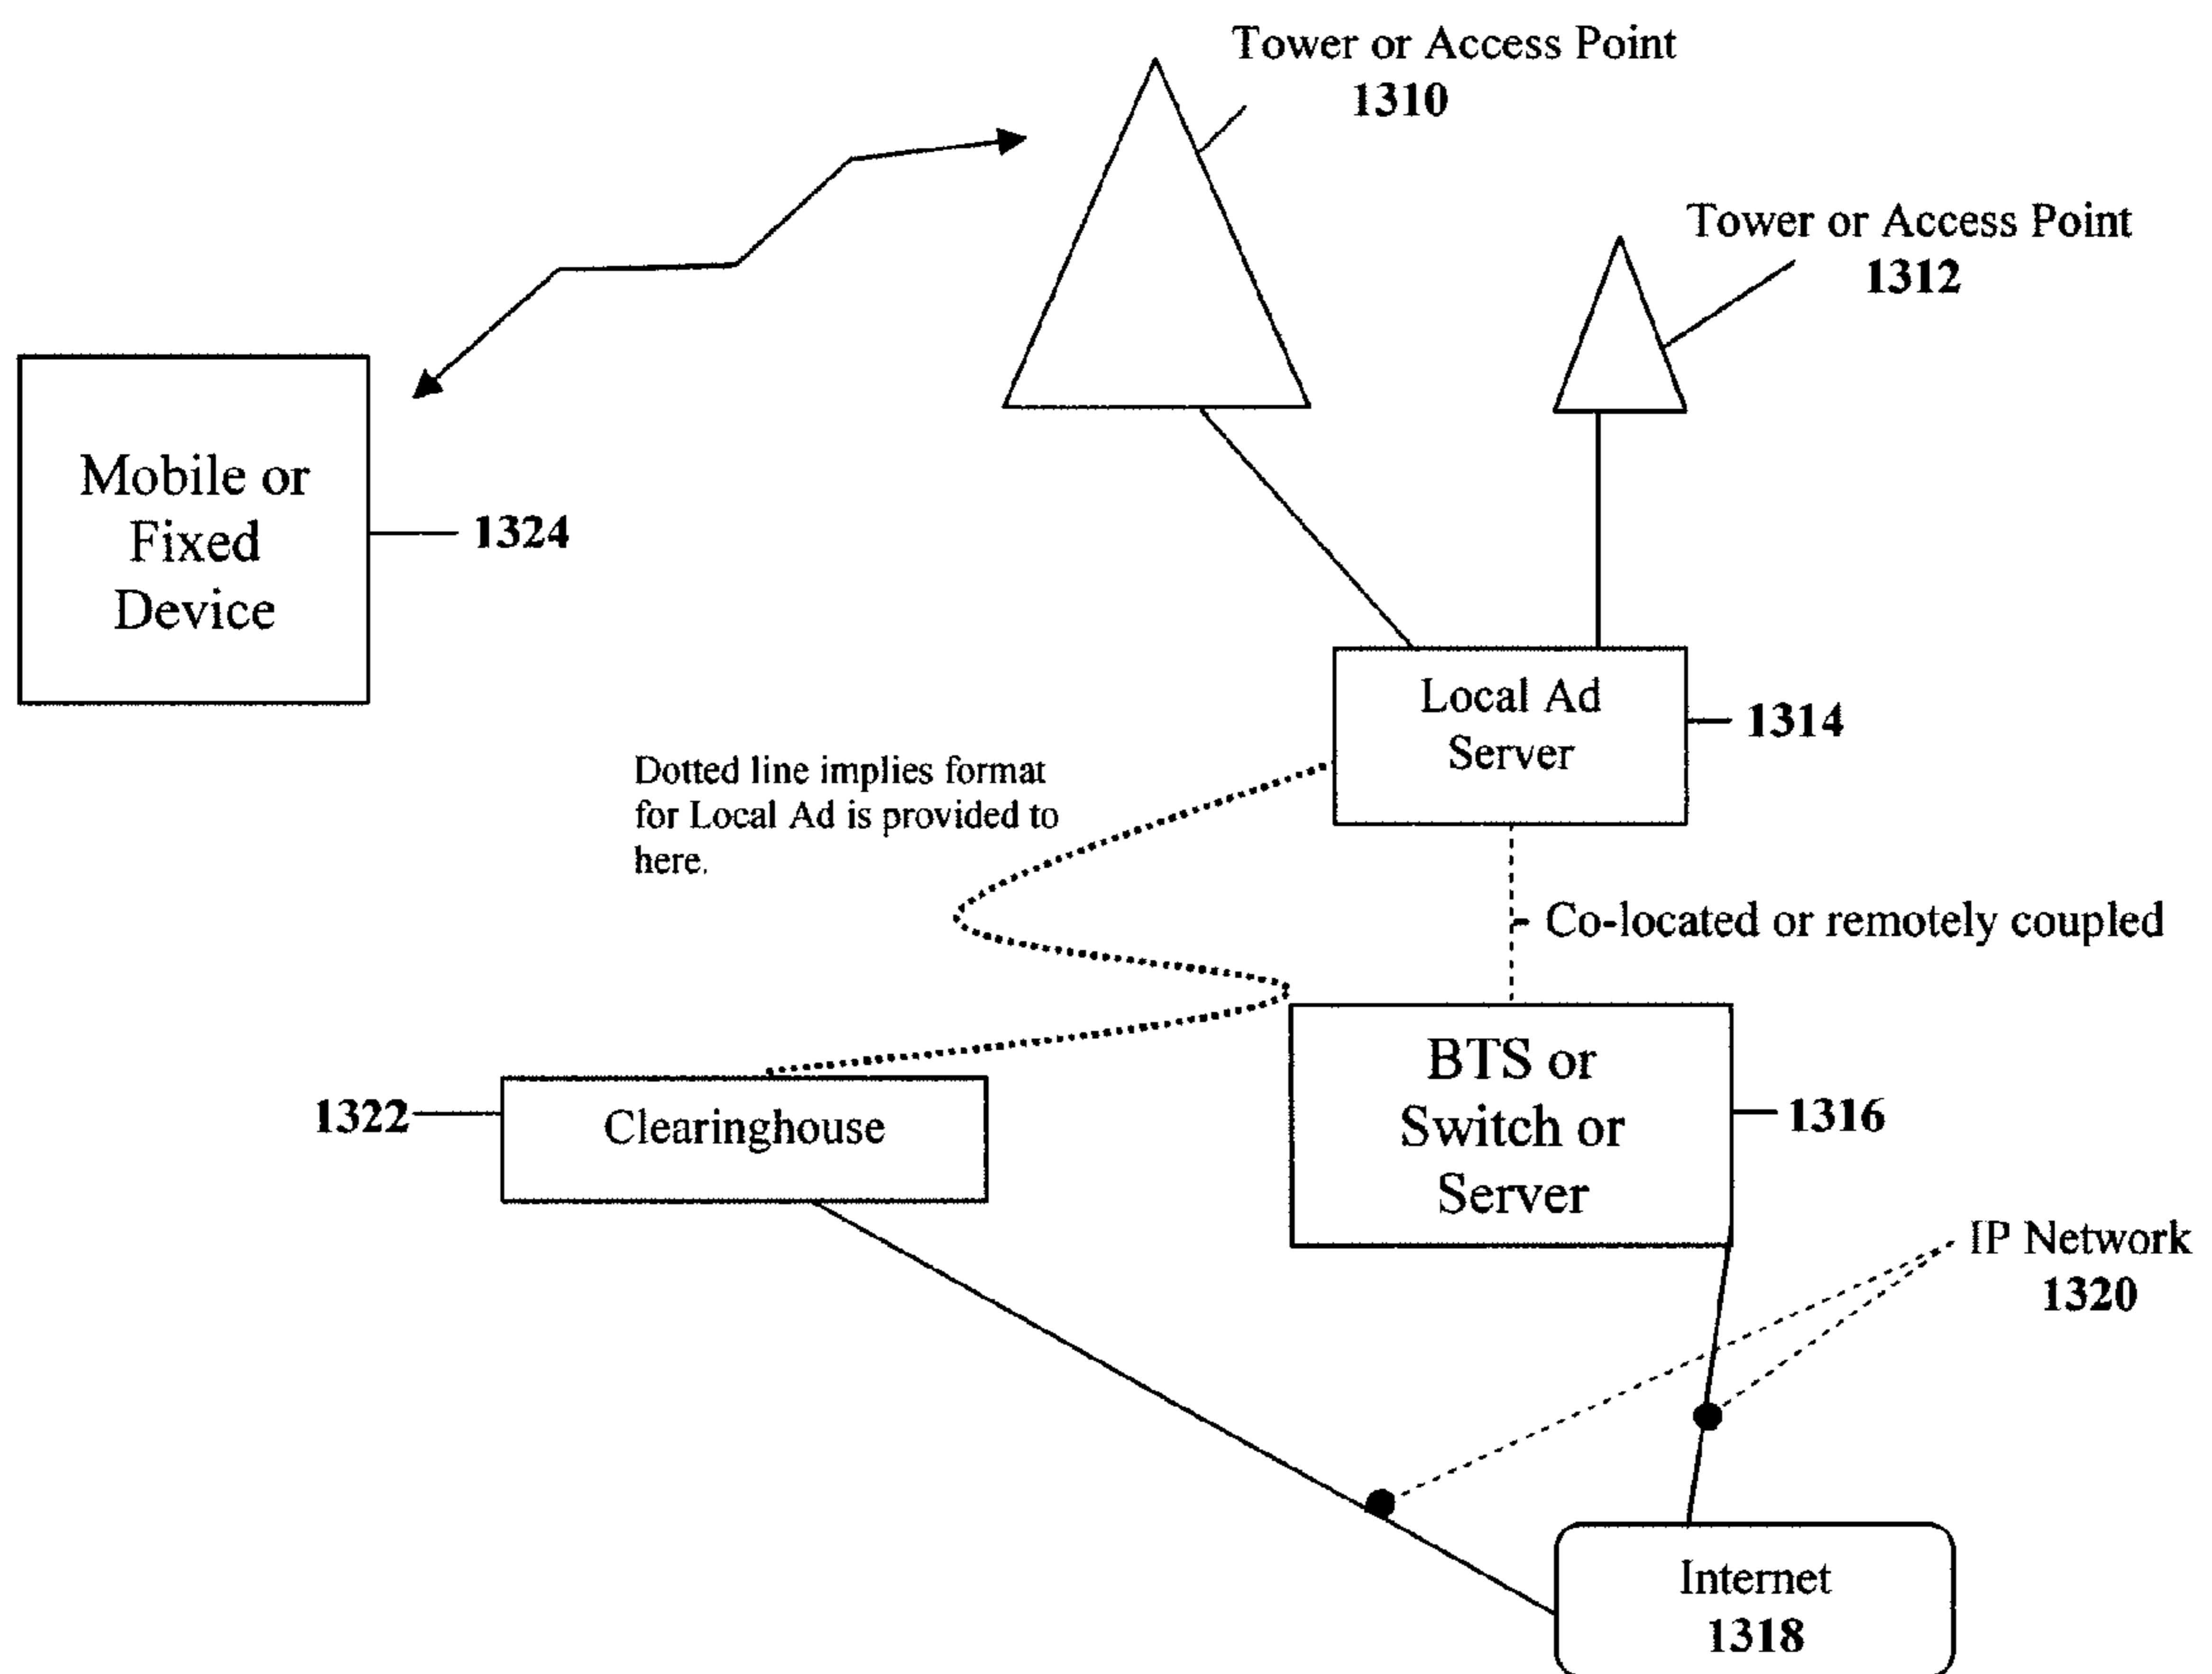 Tower or Access Point
1310
Tower or Access Point
1312
Mobile or
Fixed
Device
1324
Local Ad
Server
1314
Dotted line implies format
for Local Ad is provided to
here.
Co-located or remotely coupled
BTS or
Switch or
Server
1316
1322
Clearinghouse
IP Network
1320
Internet
1318